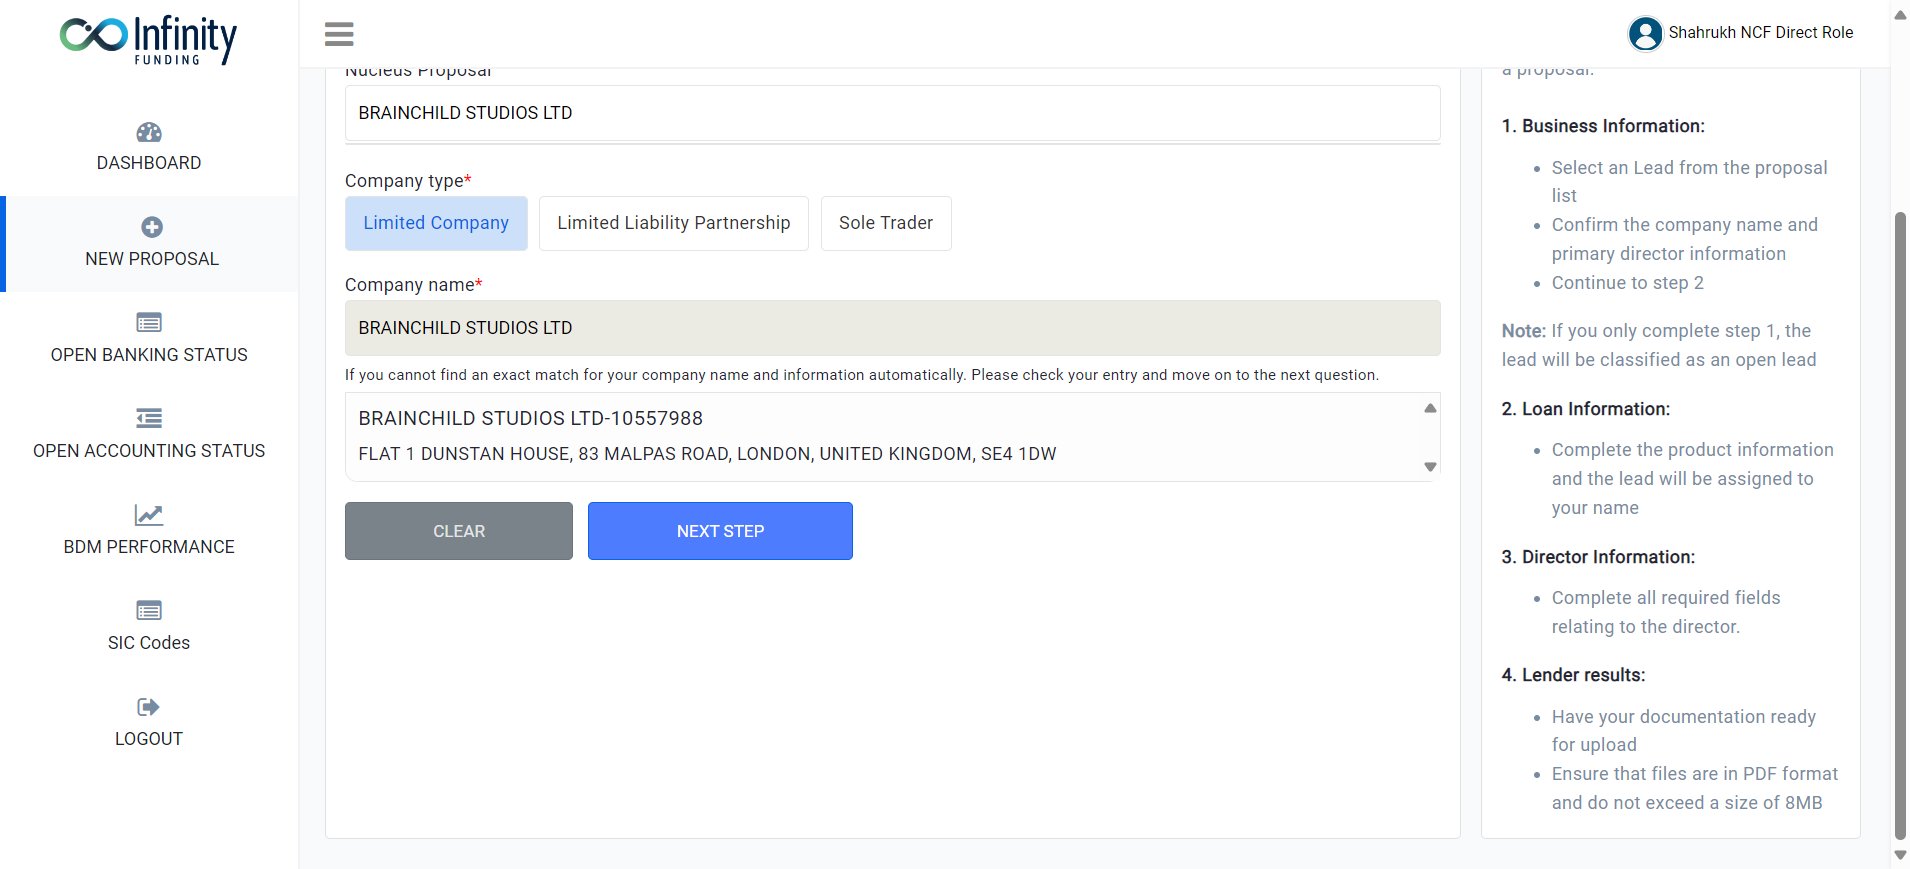 Infinity
FUNDING
Shahrukh NCF Direct Role
DASHBOARD
NEW PROPOSAL
OPEN BANKING STATUS
OPEN ACCOUNTING STATUS
BDM PERFORMANCE
SIC Codes
LOGOUT
Nucleus Proposal
BRAINCHILD STUDIOS LTD
Company type*
Limited Company
Limited Liability Partnership
Sole Trader
Company name*
BRAINCHILD STUDIOS LTD
If you cannot find an exact match for your company name and information automatically. Please check your entry and move on to the next question.
BRAINCHILD STUDIOS LTD-10557988
FLAT 1 DUNSTAN HOUSE, 83 MALPAS ROAD, LONDON, UNITED KINGDOM, SE4 1DW
CLEAR
NEXT STEP
a proposal.
1. Business Information:
Select an Lead from the proposal
list
Confirm the company name and
primary director information
Continue to step 2
Note: If you only complete step 1, the
lead will be classified as an open lead
2. Loan Information:
Complete the product information
and the lead will be assigned to
your name
3. Director Information:
Complete all required fields
relating to the director.
4. Lender results:
Have your documentation ready
for upload
Ensure that files are in PDF format
and do not exceed a size of 8MB